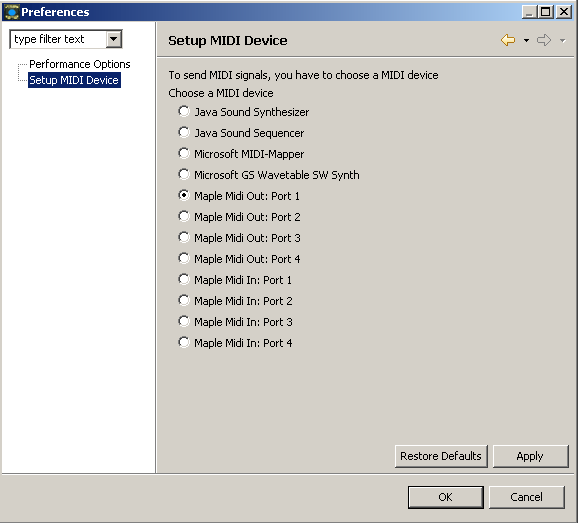 Preferences
type filter text
Performance Options
Setup MIDI Device
Setup MIDI Device
To send MIDI signals, you have to choose a MIDI device
Choose a MIDI device
Java Sound Synthesizer
Java Sound Sequencer
Microsoft MIDI-Mapper
Microsoft GS Wavetable SW Synth
Maple Midi Out: Port 1
Maple Midi Out: Port 2
Maple Midi Out: Port 3
Maple Midi Out: Port 4
Maple Midi In: Port 1
Maple Midi In: Port 2
Maple Midi In: Port 3
Maple Midi In: Port 4
Restore Defaults
Apply
OK
Cancel